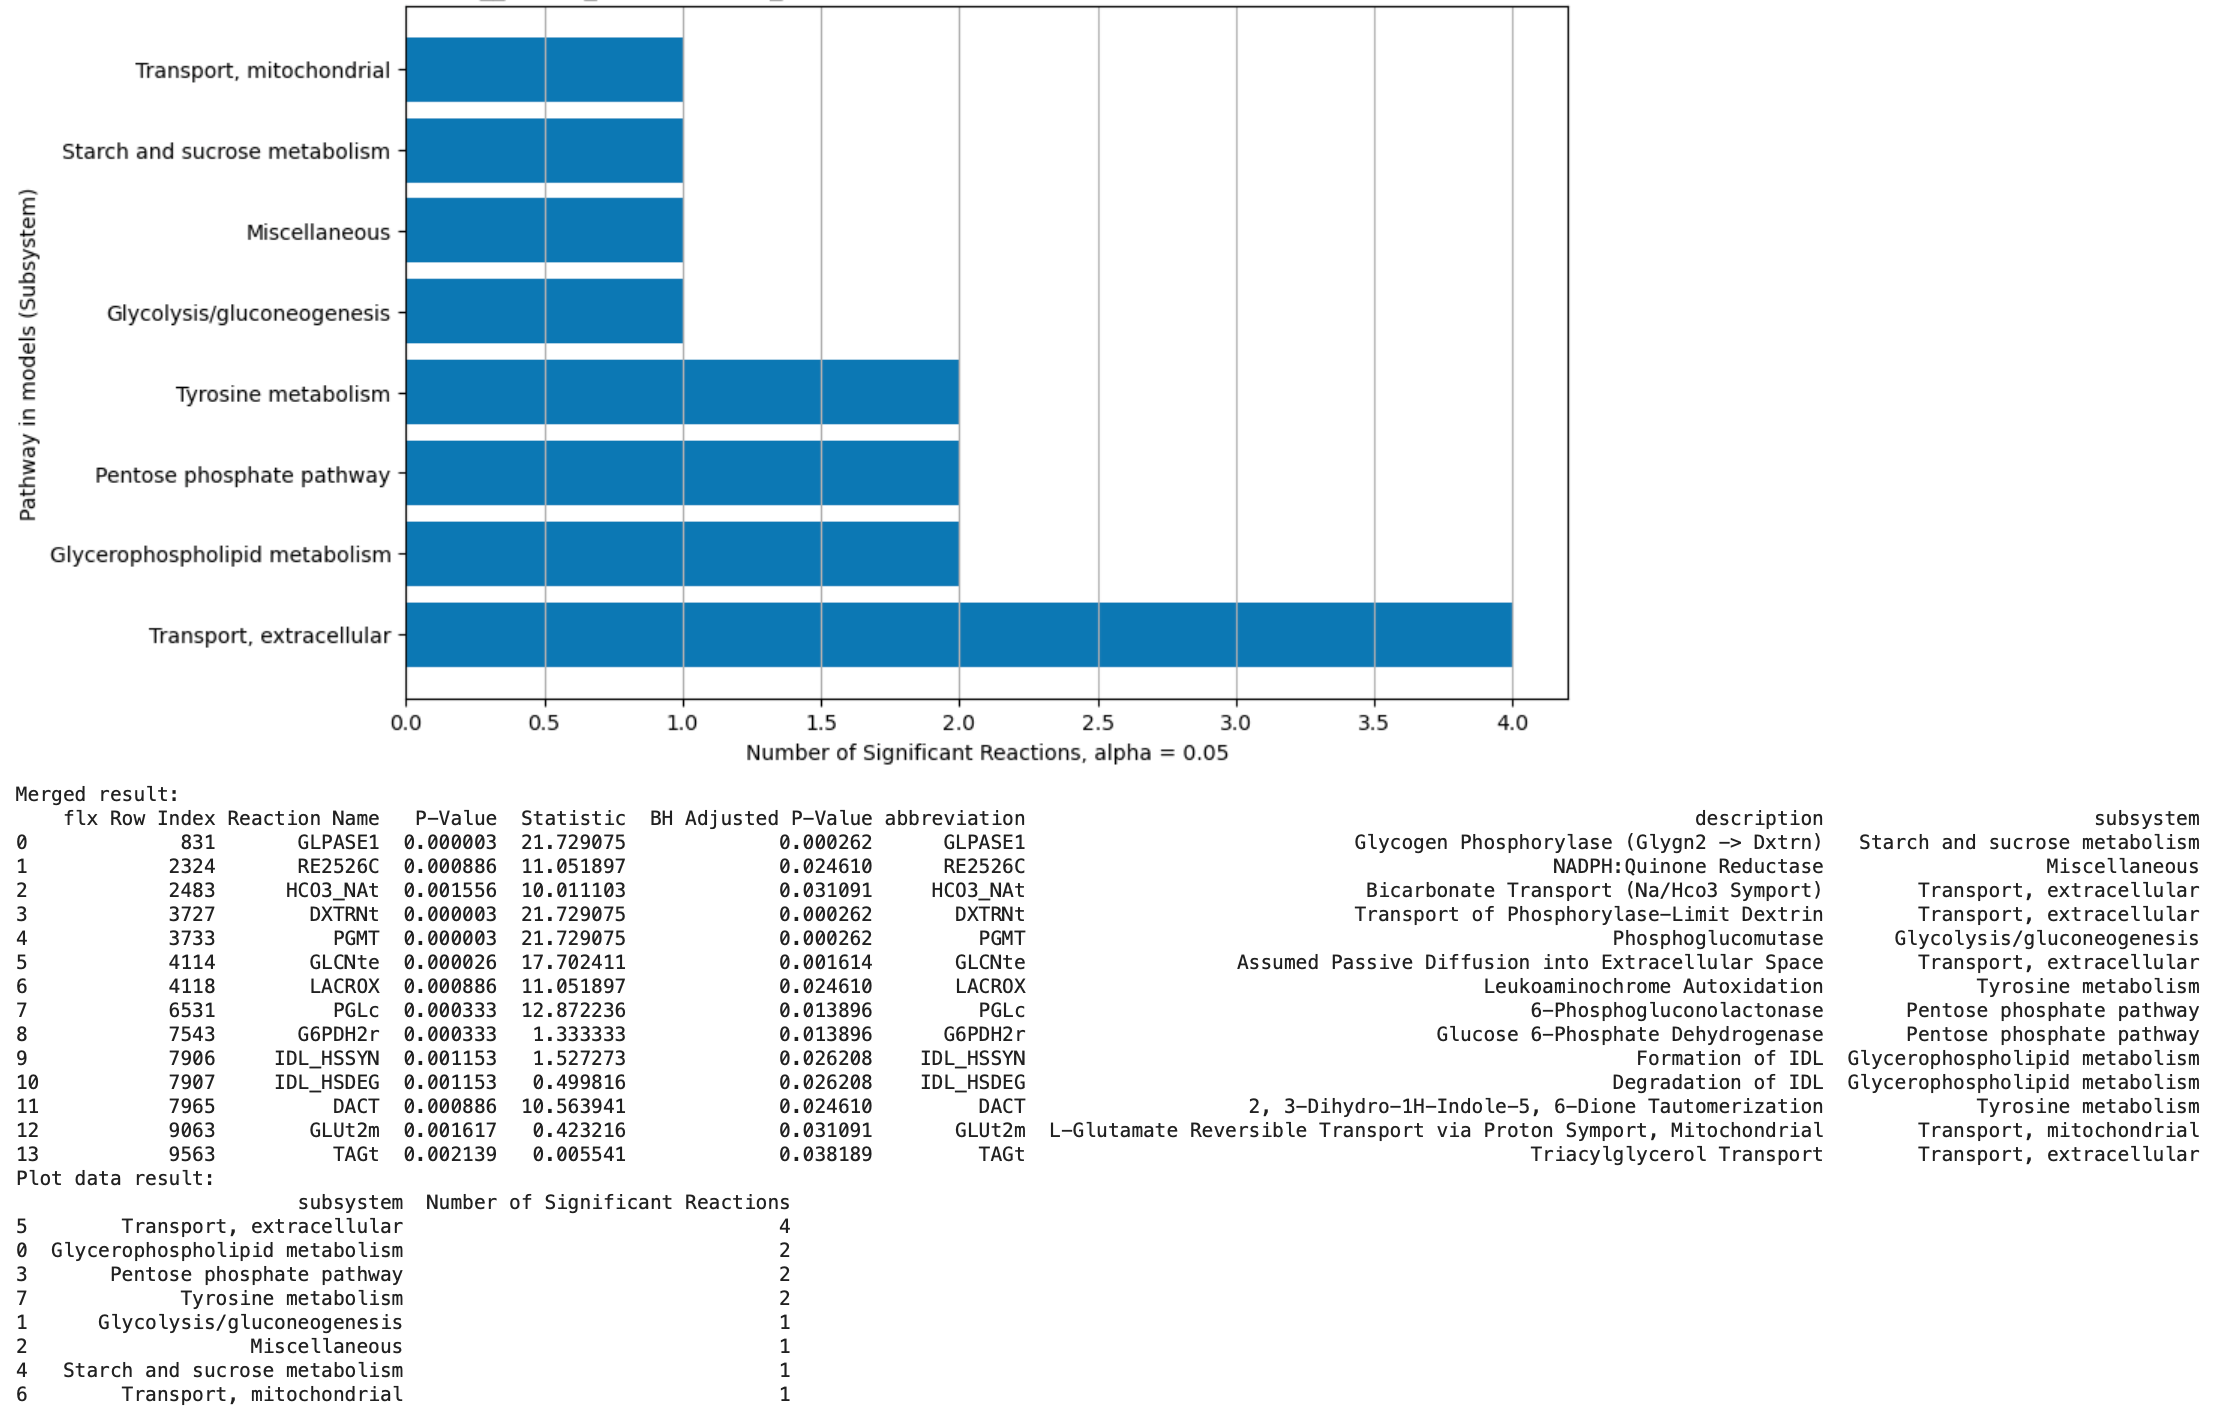 Transport, mitochondrial
Starch and sucrose metabolism
Miscellaneous
Glycolysis/gluconeogenesis
Tyrosine metabolism
Pentose phosphate pathway
Glycerophospholipid metabolism
Transport, extracellular
Pathway in models (Subsystem)
0.0 0.5 1.0 1.5 2.0 2.5 3.0 3.5 4.0
Number of Significant Reactions, alpha = 0.05
Merged result:
flx Row Index Reaction Name P-Value Statistic BH Adjusted P-Value abbreviation description subsystem
0 831 GLPASE1 0.000003 21.729075 0.000262 GLPASE1 Glycogen Phosphorylase (Glygn2 -> Dxtrn) Starch and sucrose metabolism
1 2324 RE2526C 0.000886 11.051897 0.024610 RE2526C NADPH:Quinone Reductase Miscellaneous
2 2483 HCO3_NAt 0.001556 10.011103 0.031091 HCO3_NAt Bicarbonate Transport (Na/Hco3 Symport) Transport, extracellular
3 3727 DXTRNt 0.000003 21.729075 0.000262 DXTRNt Transport of Phosphorylase-Limit Dextrin Transport, extracellular
4 3733 PGMT 0.000003 21.729075 0.000262 PGMT Phosphoglucomutase Glycolysis/gluconeogenesis
5 4114 GLCNte 0.000026 17.702411 0.001614 GLCNte Assumed Passive Diffusion into Extracellular Space Transport, extracellular
6 4118 LACROX 0.000886 11.051897 0.024610 LACROX Leukoaminochrome Autoxidation Tyrosine metabolism
7 6531 PGLc 0.000333 12.872236 0.013896 PGLc 6-Phosphogluconolactonase Pentose phosphate pathway
8 7543 G6PDH2r 0.000333 1.333333 0.013896 G6PDH2r Glucose 6-Phosphate Dehydrogenase Pentose phosphate pathway
9 7906 IDL_HSSYN 0.001153 1.527273 0.026208 IDL_HSSYN Formation of IDL Glycerophospholipid metabolism
10 7907 IDL_HSDEG 0.001153 0.499816 0.026208 IDL_HSDEG Degradation of IDL Glycerophospholipid metabolism
11 7965 DACT 0.000886 10.563941 0.024610 DACT 2, 3-Dihydro-1H-Indole-5, 6-Dione Tautomerization Tyrosine metabolism
12 9063 GLUt2m 0.001617 0.423216 0.031091 GLUt2m L-Glutamate Reversible Transport via Proton Symport, Mitochondrial Transport, mitochondrial
13 9563 TAGt 0.002139 0.005541 0.038189 TAGt Triacylglycerol Transport Transport, extracellular
Plot data result:
subsystem Number of Significant Reactions
5 Transport, extracellular 4
0 Glycerophospholipid metabolism 2
3 Pentose phosphate pathway 2
7 Tyrosine metabolism 2
1 Glycolysis/gluconeogenesis 1
2 Miscellaneous 1
4 Starch and sucrose metabolism 1
6 Transport, mitochondrial 1